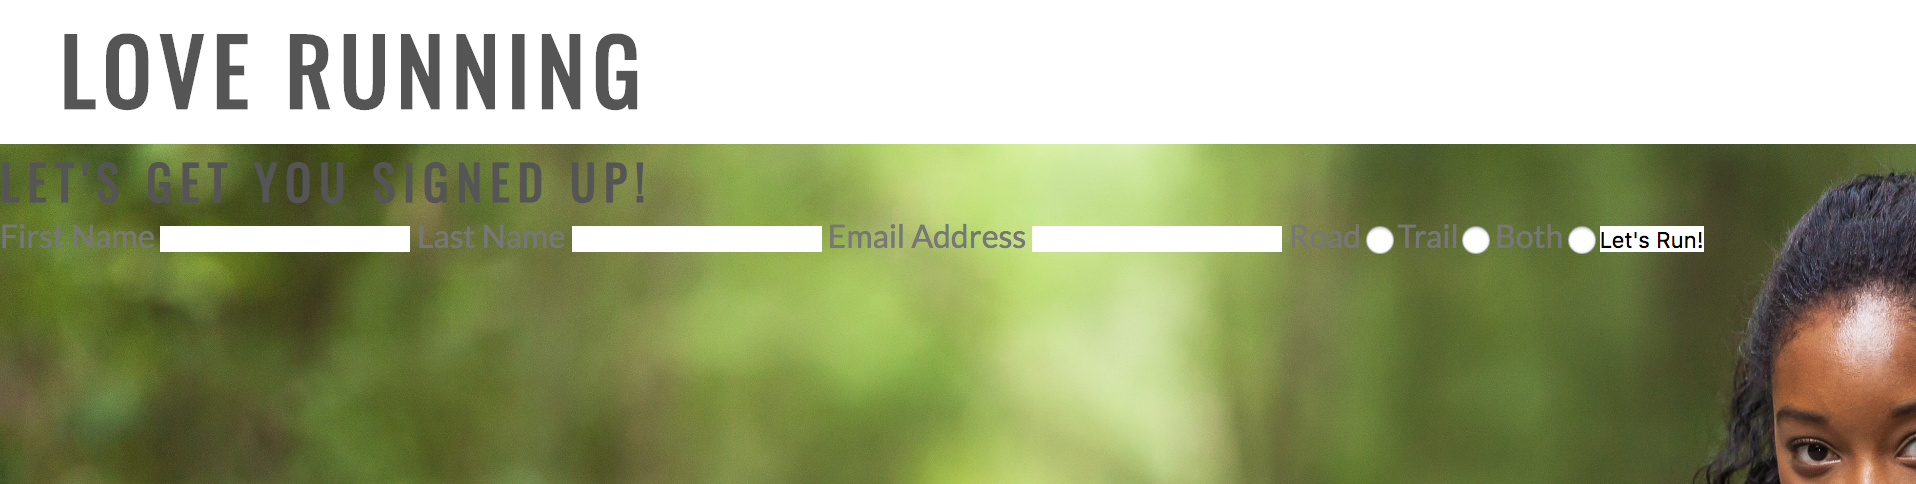 LOVE RUNNING
LET'S GET YOU SIGNED UP!
First Name Last Name Email Address Road Trail Both Let's Run!